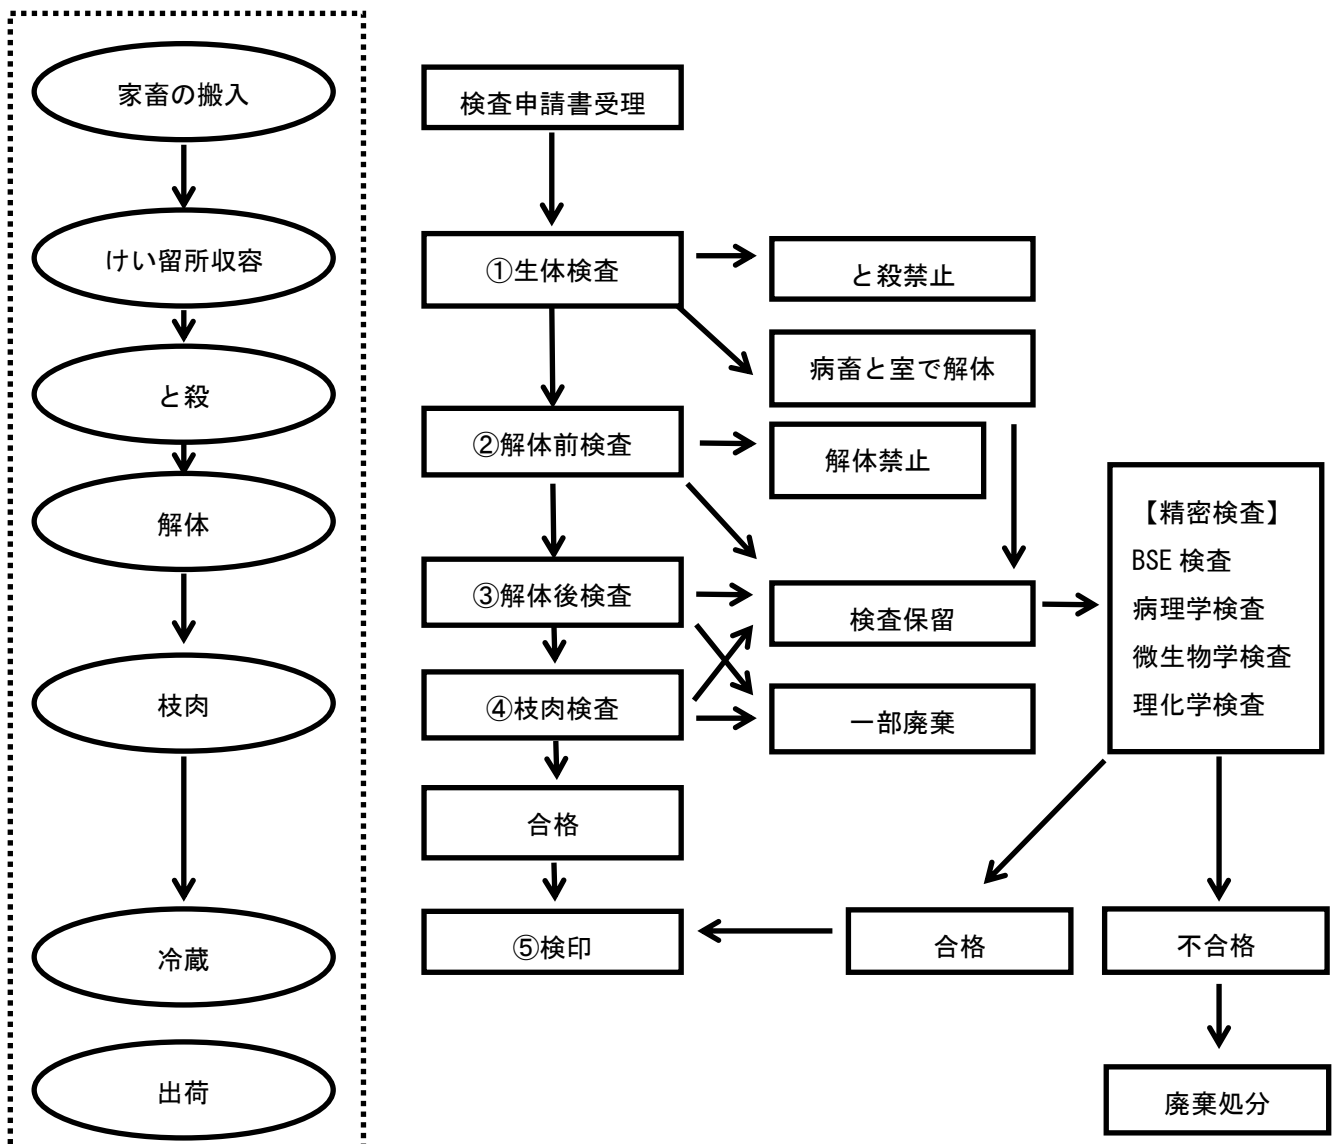 家畜の搬入
けい留所収容
と殺
解体
枝肉
冷蔵
出荷
検査申請書受理
①生体検査
と殺禁止
病畜と室で解体
②解体前検査
解体禁止
③解体後検査
検査保留
④枝肉検査
一部廃棄
【精密検査】
BSE 検査
病理学検査
微生物学検査
理化学検査
合格
⑤検印
合格
不合格
廃棄処分